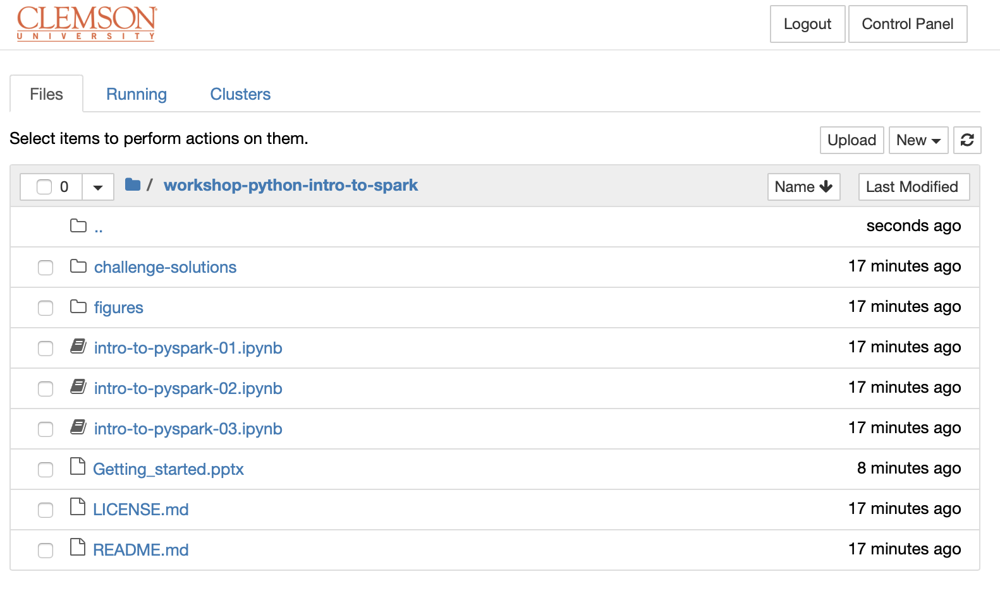 CLEMSON
UNIVERSITY
Logout
Control Panel
Files
Running
Clusters
Select items to perform actions on them.
Upload
New
0
/ workshop-python-intro-to-spark
Name
Last Modified
.. seconds ago
challenge-solutions 17 minutes ago
figures 17 minutes ago
intro-to-pyspark-01.ipynb 17 minutes ago
intro-to-pyspark-02.ipynb 17 minutes ago
intro-to-pyspark-03.ipynb 17 minutes ago
Getting_started.pptx 8 minutes ago
LICENSE.md 17 minutes ago
README.md 17 minutes ago